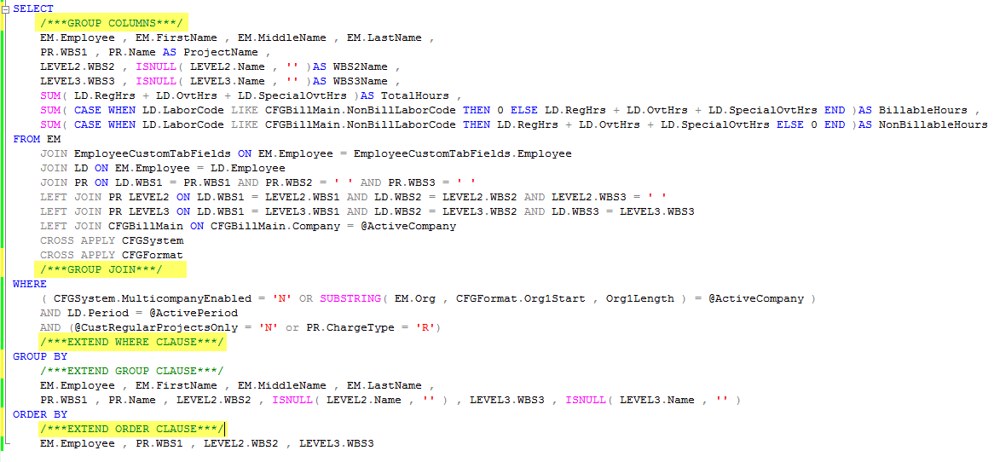 SELECT
/***GROUP COLUMNS***/
EM.Employee , EM.FirstName , EM.MiddleName , EM.LastName ,
PR.WBS1 , PR.Name AS ProjectName ,
LEVEL2.WBS2 , ISNULL( LEVEL2.Name , '' )AS WBS2Name ,
LEVEL3.WBS3 , ISNULL( LEVEL3.Name , '' )AS WBS3Name ,
SUM( LD.RegHrs + LD.OvtHrs + LD.SpecialOvtHrs )AS TotalHours ,
SUM( CASE WHEN LD.LaborCode LIKE CFGBillMain.NonBillLaborCode THEN 0 ELSE LD.RegHrs + LD.OvtHrs + LD.SpecialOvtHrs END )AS BillableHours ,
SUM( CASE WHEN LD.LaborCode LIKE CFGBillMain.NonBillLaborCode THEN LD.RegHrs + LD.OvtHrs + LD.SpecialOvtHrs ELSE 0 END )AS NonBillableHours
FROM EM
JOIN EmployeeCustomTabFields ON EM.Employee = EmployeeCustomTabFields.Employee
JOIN LD ON EM.Employee = LD.Employee
JOIN PR ON LD.WBS1 = PR.WBS1 AND PR.WBS2 = ' ' AND PR.WBS3 = ' '
LEFT JOIN PR LEVEL2 ON LD.WBS1 = LEVEL2.WBS1 AND LD.WBS2 = LEVEL2.WBS2 AND LEVEL2.WBS3 = ' '
LEFT JOIN PR LEVEL3 ON LD.WBS1 = LEVEL3.WBS1 AND LD.WBS2 = LEVEL3.WBS2 AND LD.WBS3 = LEVEL3.WBS3
LEFT JOIN CFGBillMain ON CFGBillMain.Company = @ActiveCompany
CROSS APPLY CFGSystem
CROSS APPLY CFGFormat
/***GROUP JOIN***/
WHERE
( CFGSystem.MulticompanyEnabled = 'N' OR SUBSTRING( EM.Org , CFGFormat.Org1Start , Org1Length ) = @ActiveCompany )
AND LD.Period = @ActivePeriod
AND (@CustRegularProjectsOnly = 'N' or PR.ChargeType = 'R')
/***EXTEND WHERE CLAUSE***/
GROUP BY
/***EXTEND GROUP CLAUSE***/
EM.Employee , EM.FirstName , EM.MiddleName , EM.LastName ,
PR.WBS1 , PR.Name , LEVEL2.WBS2 , ISNULL( LEVEL2.Name , '' ) , LEVEL3.WBS3 , ISNULL( LEVEL3.Name , '' )
ORDER BY
/***EXTEND ORDER CLAUSE***/
EM.Employee , PR.WBS1 , LEVEL2.WBS2 , LEVEL3.WBS3